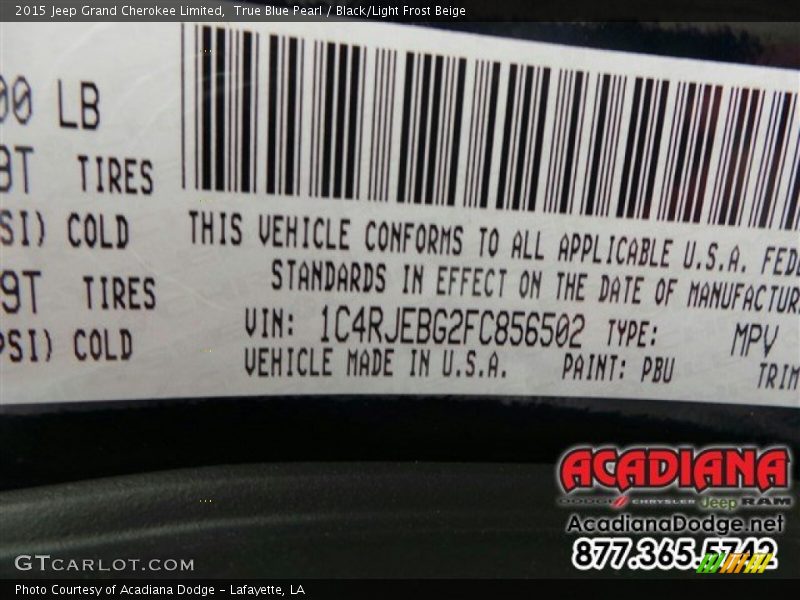 2015 Jeep Grand Cherokee Limited, True Blue Pearl / Black/Light Frost Beige
00 LB
9T TIRES
SI) COLD
9T TIRES
PSI) COLD
THIS VEHICLE CONFORMS TO ALL APPLICABLE U.S.A. FEDE
STANDARDS IN EFFECT ON THE DATE OF MANUFACTUR
VIN: 1C4RJEBG2FC856502 TYPE: MPV
VEHICLE MADE IN U.S.A. PAINT: PBU TRIM
ACADIANA
DODGE CHRYSLER Jeep RAM
AcadianaDodge.net
877.365.5742
GTCARLOT.COM
Photo Courtesy of Acadiana Dodge - Lafayette, LA